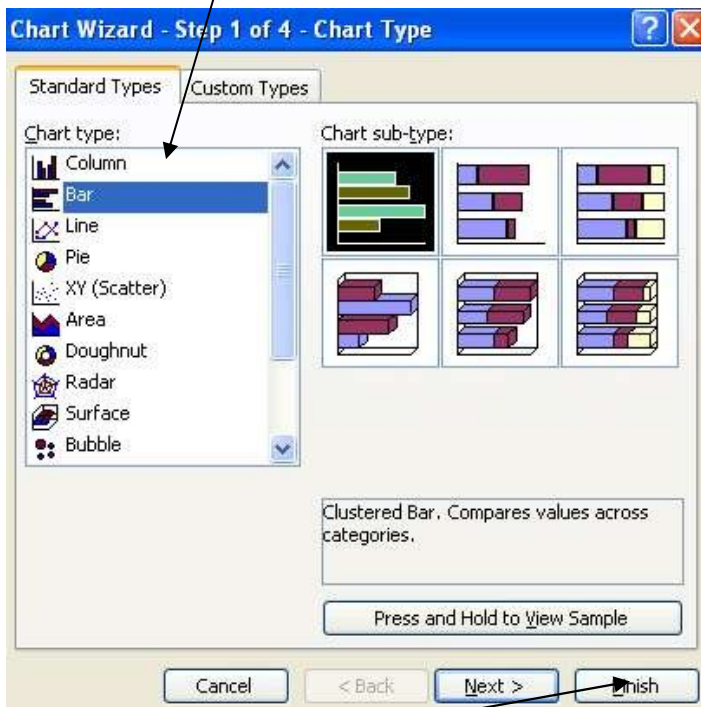 Chart Wizard - Step 1 of 4 - Chart Type
Standard Types
Custom Types
Chart type:
Column
Bar
Line
Pie
XY (Scatter)
Area
Doughnut
Radar
Surface
Bubble
Chart sub-type:
Clustered Bar. Compares values across
categories.
Press and Hold to View Sample
Cancel
< Back
Next >
Finish